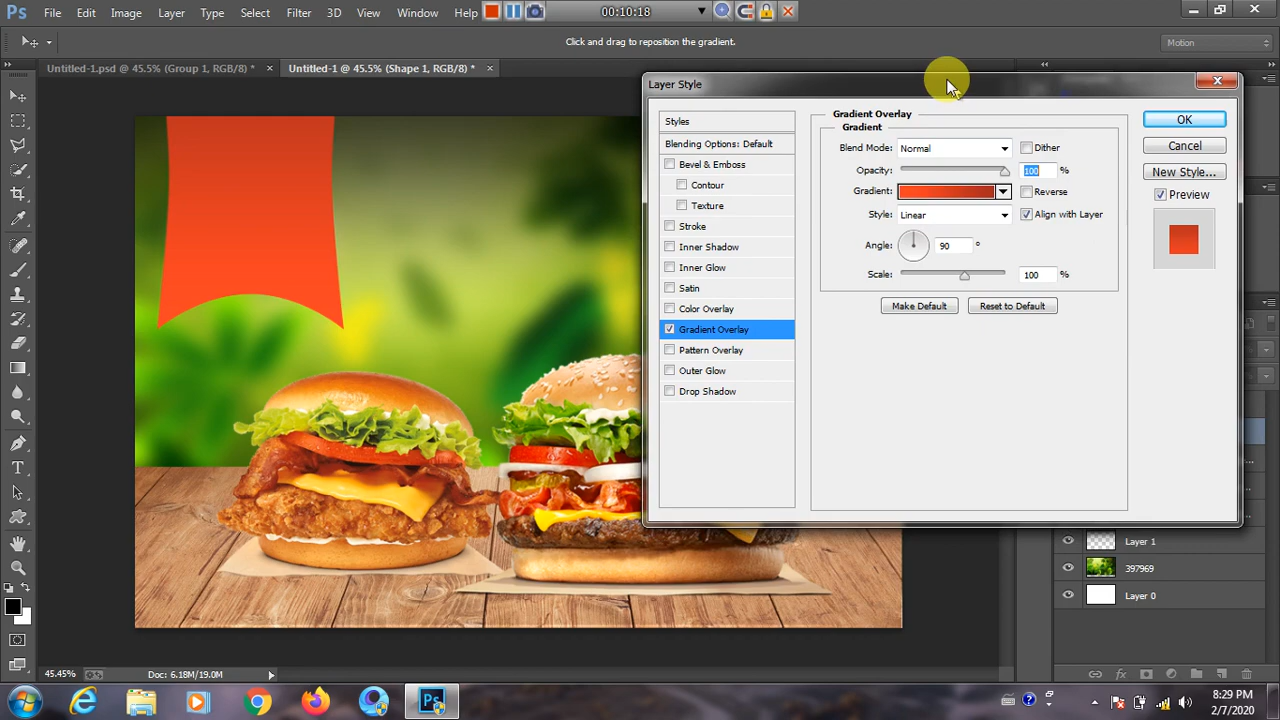 Ps File Edit Image Layer Type Select Filter 3D View Window Help 00:10:18
Click and drag to reposition the gradient.
Motion
Untitled-1.psd @ 45.5% (Group 1, RGB/8) * × Untitled-1 @ 45.5% (Shape 1, RGB/8) * ×
Layer Style
Styles
Blending Options: Default
Bevel & Emboss
Contour
Texture
Stroke
Inner Shadow
Inner Glow
Satin
Color Overlay
Gradient Overlay
Pattern Overlay
Outer Glow
Drop Shadow
Gradient Overlay
Gradient
Blend Mode: Normal Dither
Opacity: 100 %
Gradient: Reverse
Style: Linear Align with Layer
Angle: 90 °
Scale: 100 %
Make Default Reset to Default
OK
Cancel
New Style...
Preview
Layer 1
397969
Layer 0
45.45% Doc: 6.18M/19.0M
Ps
8:29 PM
2/7/2020